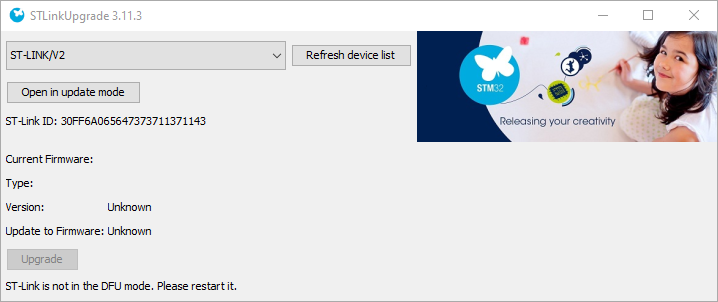 STLinkUpgrade 3.11.3
ST-LINK/V2
Refresh device list
Open in update mode
STM32
Releasing your creativity
ST-Link ID: 30FF6A065647373711371143
Current Firmware:
Type:
Version: Unknown
Update to Firmware: Unknown
Upgrade
ST-Link is not in the DFU mode. Please restart it.